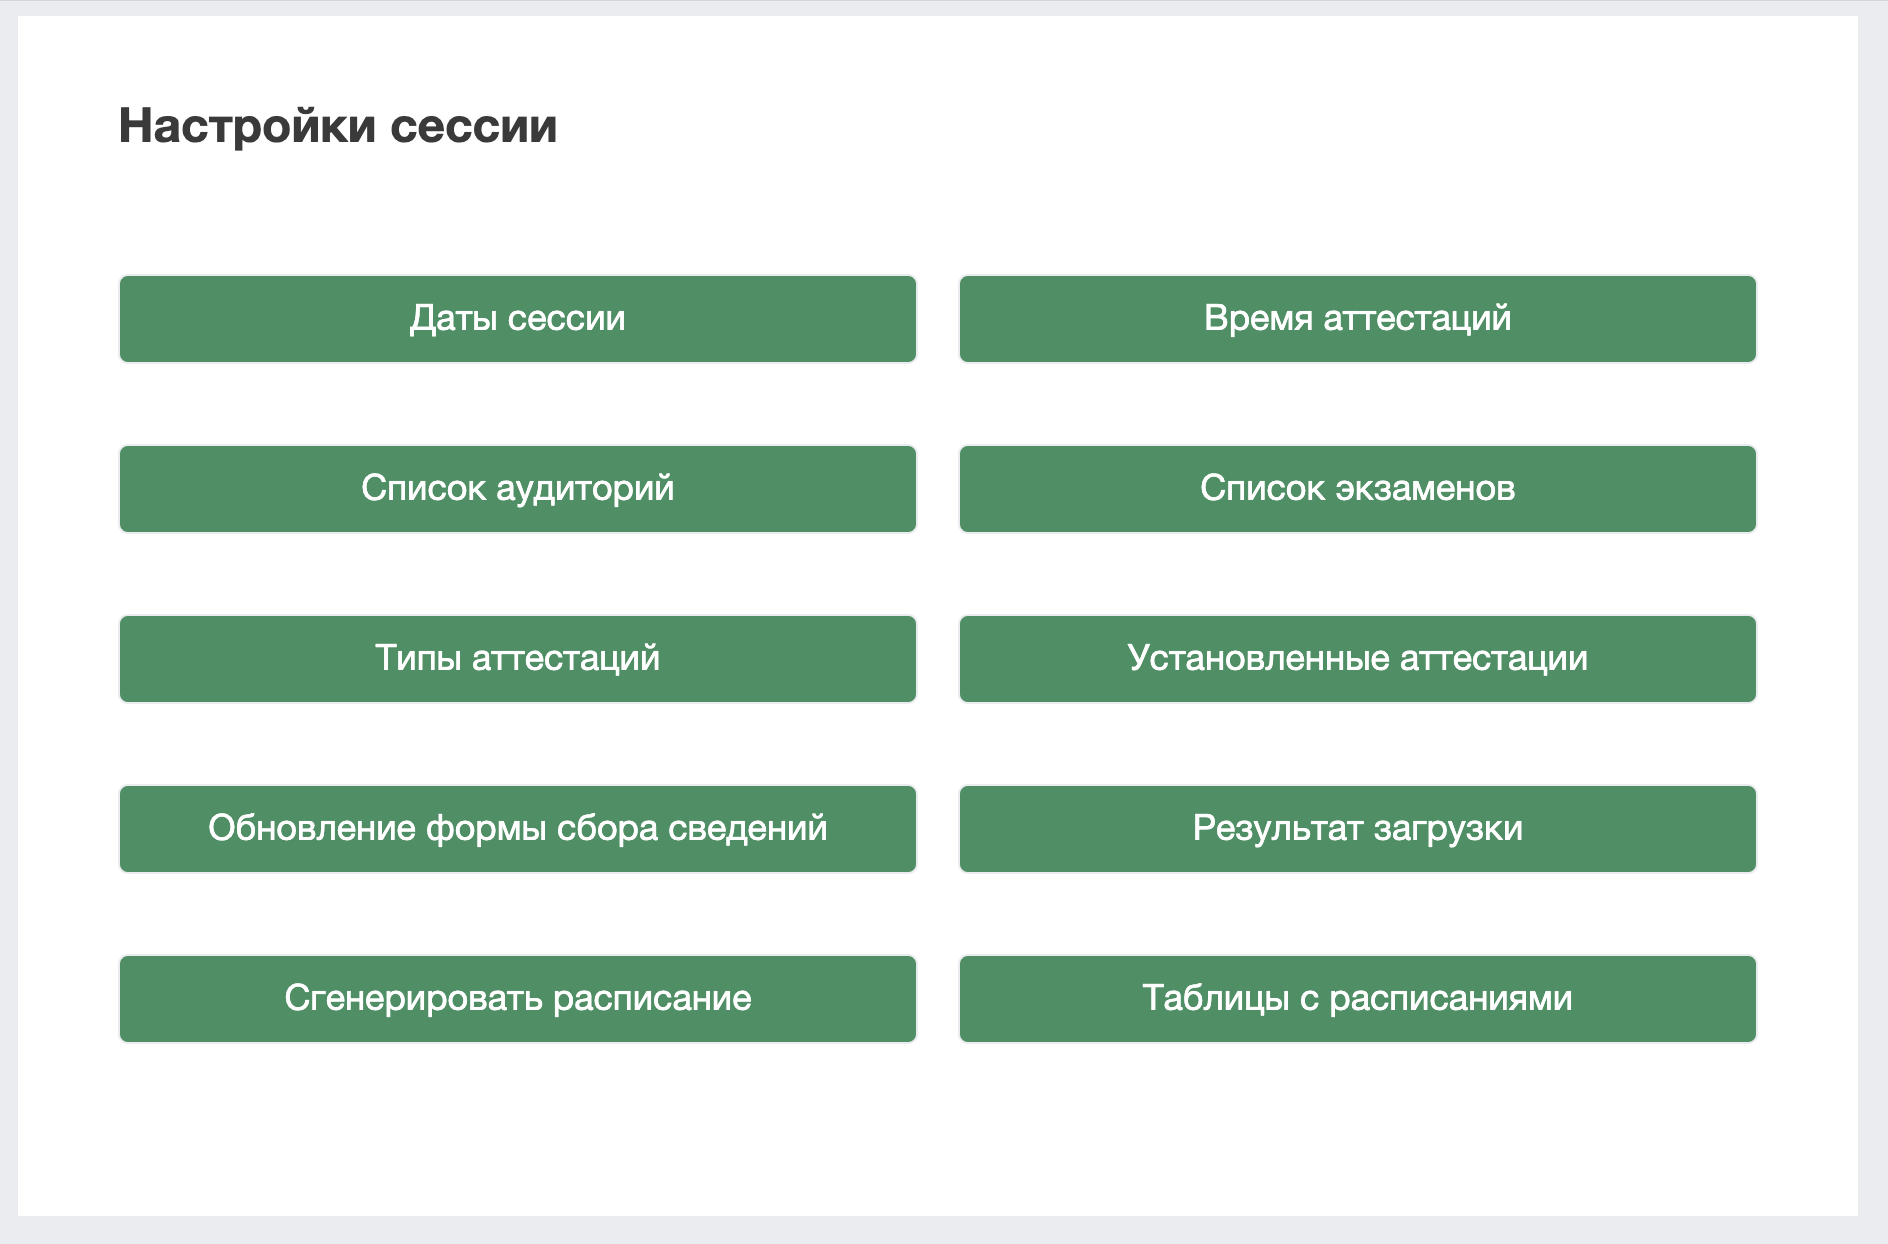 Настройки сессии
Даты сессии
Время аттестаций
Список аудиторий
Список экзаменов
Типы аттестаций
Установленные аттестации
Обновление формы сбора сведений
Результат загрузки
Сгенерировать расписание
Таблицы с расписаниями